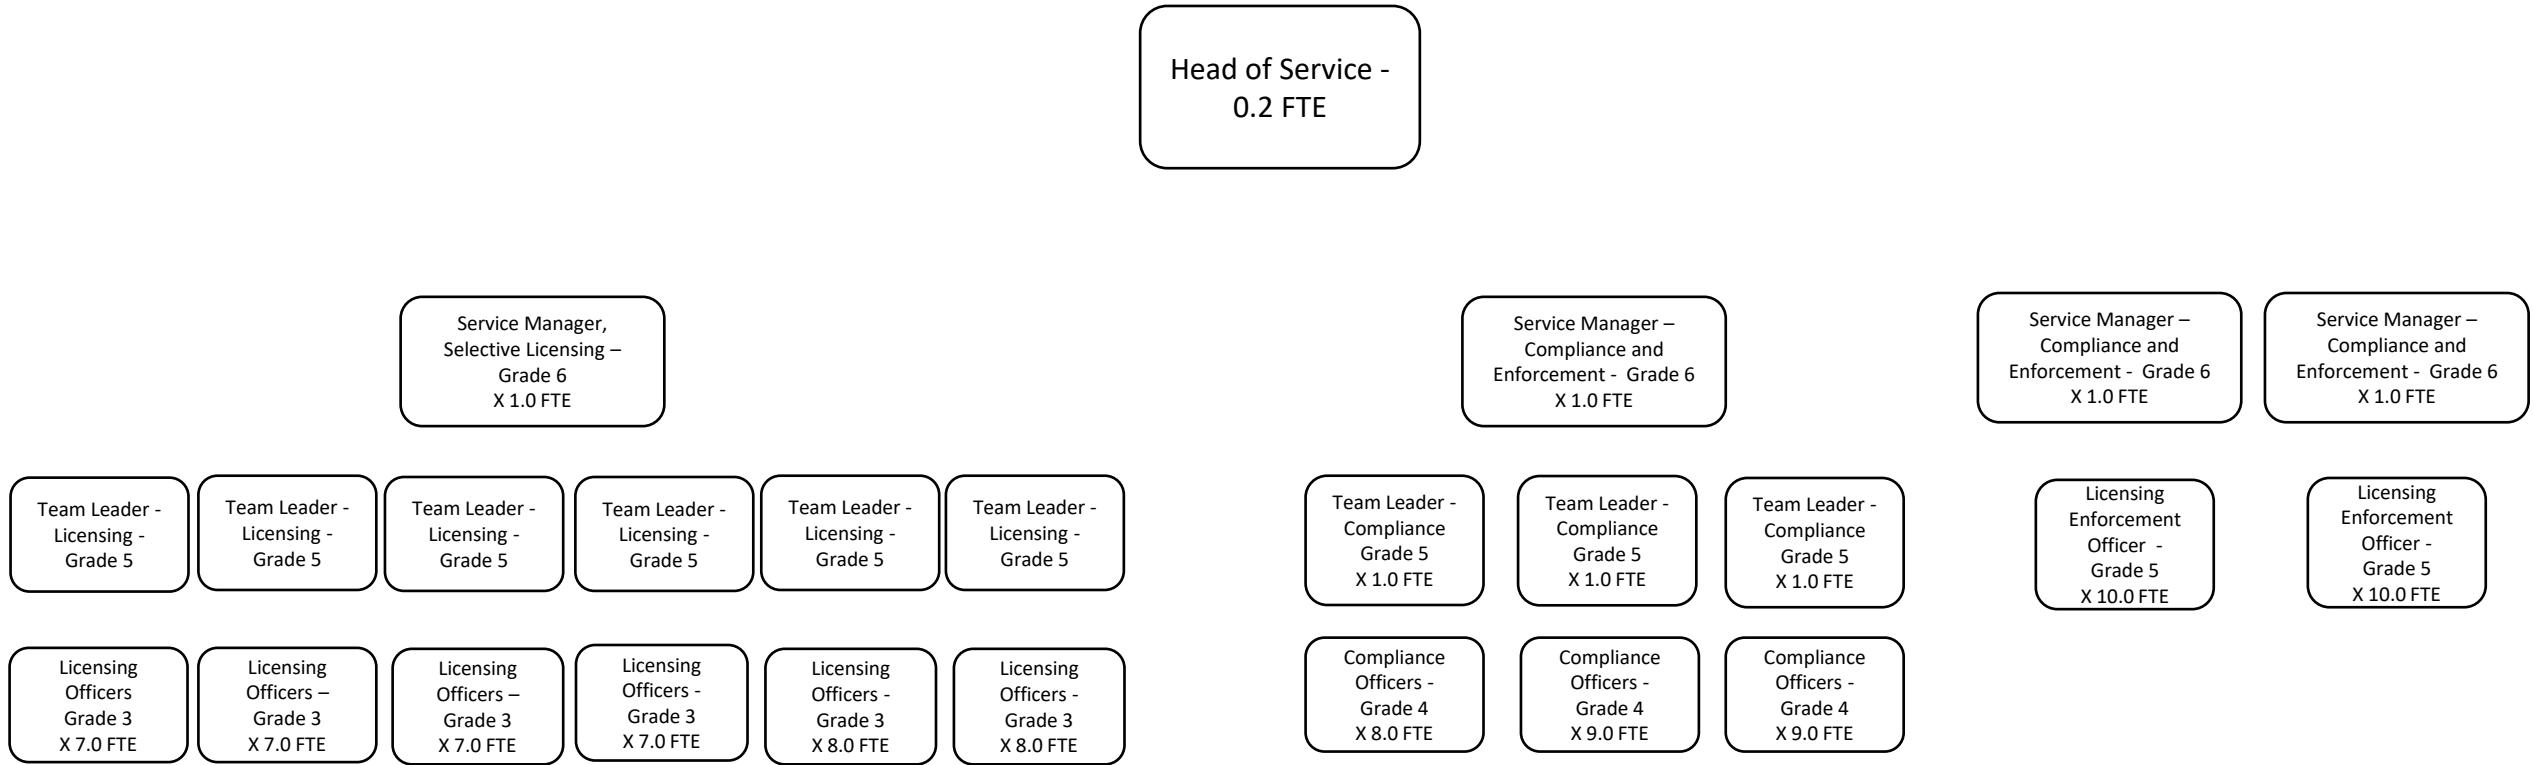 Head of Service -
0.2 FTE
Service Manager,
Selective Licensing –
Grade 6
X 1.0 FTE
Service Manager –
Compliance and
Enforcement - Grade 6
X 1.0 FTE
Service Manager –
Compliance and
Enforcement - Grade 6
X 1.0 FTE
Service Manager –
Compliance and
Enforcement - Grade 6
X 1.0 FTE
Team Leader -
Licensing -
Grade 5
Team Leader -
Licensing -
Grade 5
Team Leader -
Licensing -
Grade 5
Team Leader -
Licensing -
Grade 5
Team Leader -
Licensing -
Grade 5
Team Leader -
Licensing -
Grade 5
Team Leader -
Compliance
Grade 5
X 1.0 FTE
Team Leader -
Compliance
Grade 5
X 1.0 FTE
Team Leader -
Compliance
Grade 5
X 1.0 FTE
Licensing
Enforcement
Officer -
Grade 5
X 10.0 FTE
Licensing
Enforcement
Officer -
Grade 5
X 10.0 FTE
Licensing
Officers
Grade 3
X 7.0 FTE
Licensing
Officers –
Grade 3
X 7.0 FTE
Licensing
Officers –
Grade 3
X 7.0 FTE
Licensing
Officers -
Grade 3
X 7.0 FTE
Licensing
Officers -
Grade 3
X 8.0 FTE
Licensing
Officers -
Grade 3
X 8.0 FTE
Compliance
Officers -
Grade 4
X 8.0 FTE
Compliance
Officers -
Grade 4
X 9.0 FTE
Compliance
Officers -
Grade 4
X 9.0 FTE